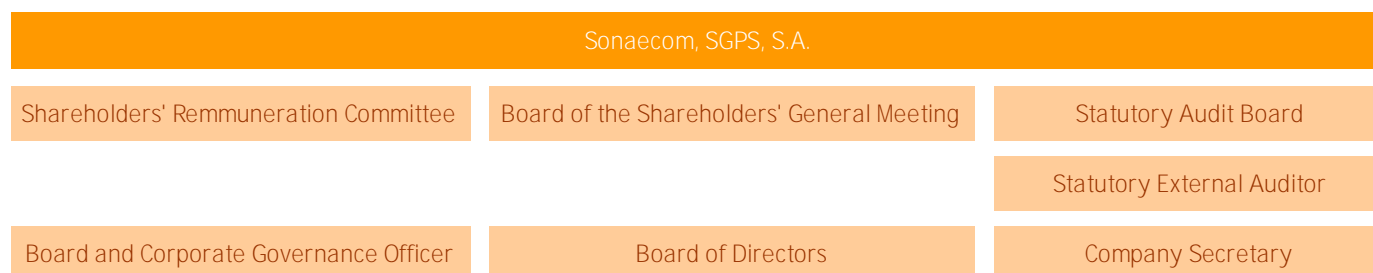 Sonaecom, SGPS, S.A.
Shareholders' Remmuneration Committee
Board of the Shareholders' General Meeting
Statutory Audit Board
Statutory External Auditor
Board and Corporate Governance Officer
Board of Directors
Company Secretary